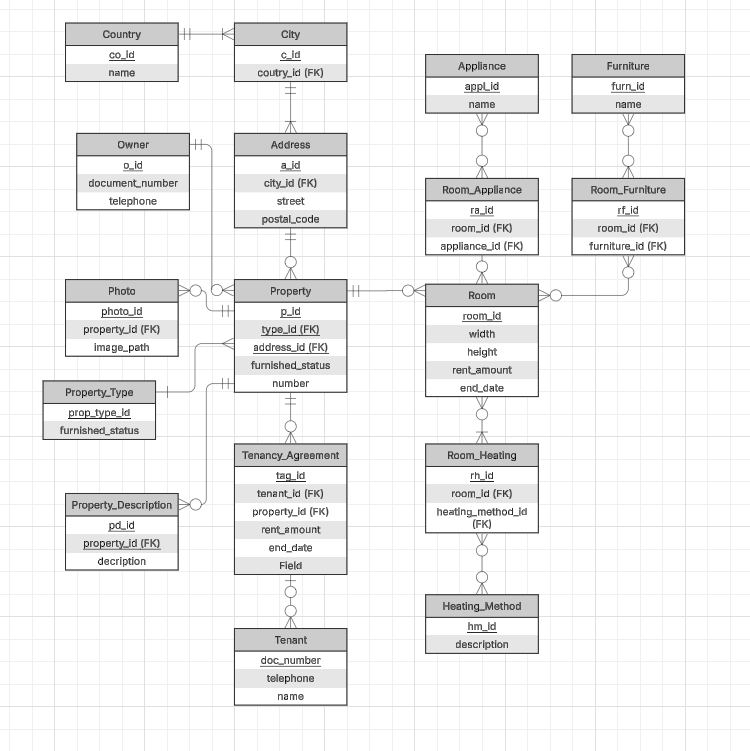 Country
co_id
name
City
c_id
coutry_id (FK)
Appliance
appl_id
name
Furniture
furn_id
name
Owner
o_id
document_number
telephone
Address
a_id
city_id (FK)
street
postal_code
Room_Appliance
ra_id
room_id (FK)
appliance_id (FK)
Room_Furniture
rf_id
room_id (FK)
furniture_id (FK)
Photo
photo_id
property_id (FK)
image_path
Property
p_id
type_id (FK)
address_id (FK)
furnished_status
number
Room
room_id
width
height
rent_amount
end_date
Property_Type
prop_type_id
furnished_status
Tenancy_Agreement
tag_id
tenant_id (FK)
property_id (FK)
rent_amount
end_date
Field
Room_Heating
rh_id
room_id (FK)
heating_method_id
(FK)
Property_Description
pd_id
property_id (FK)
decription
Heating_Method
hm_id
description
Tenant
doc_number
telephone
name